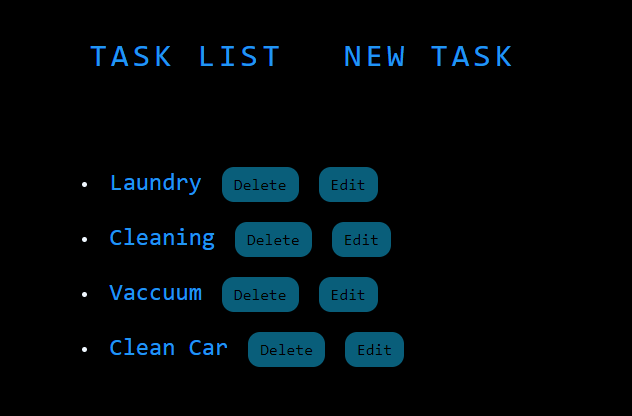 TASK LIST NEW TASK
Laundry Delete Edit
Cleaning Delete Edit
Vaccuum Delete Edit
Clean Car Delete Edit